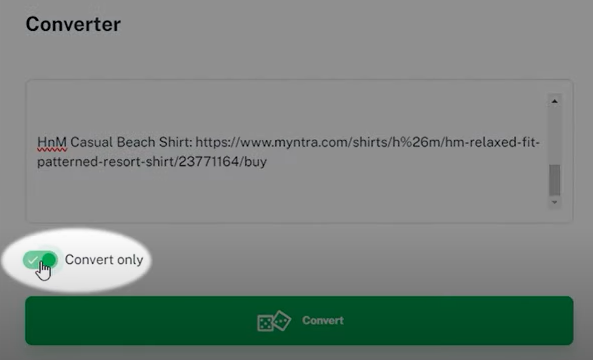 Converter
HnM Casual Beach Shirt: https://www.myntra.com/shirts/h%26m/hm-relaxed-fit-
patterned-resort-shirt/23771164/buy
Convert only
Convert